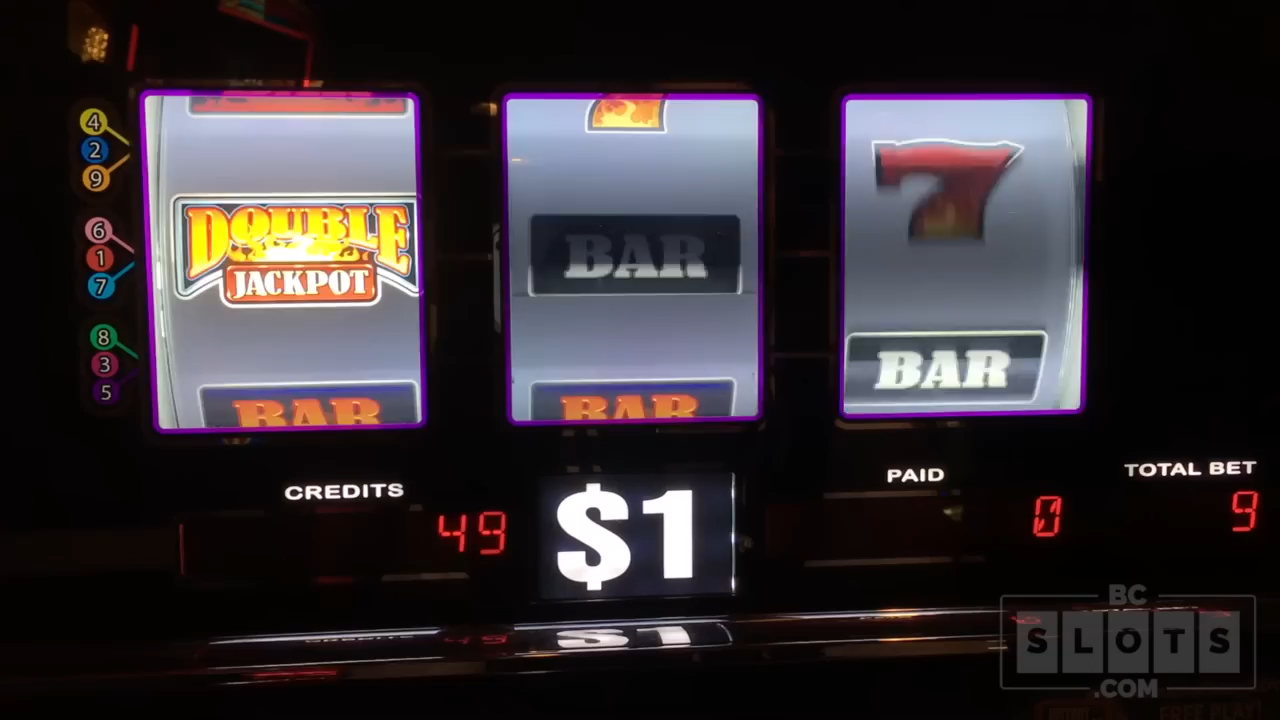 4
2
9
6
1
7
8
3
5
DOUBLE
JACKPOT
BAR
BAR
BAR
7
BAR
CREDITS
49
$1
PAID
0
TOTAL BET
9
BC
SLOTS
.COM